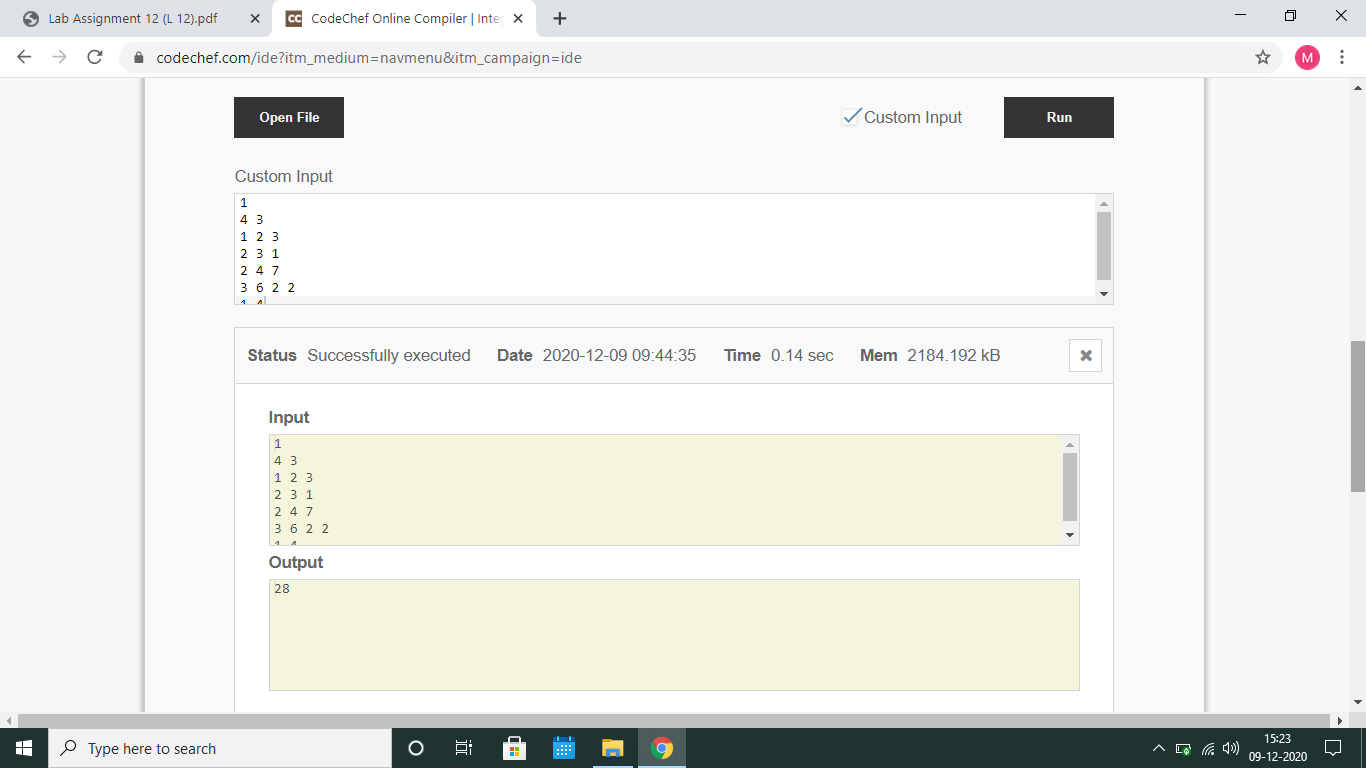 Lab Assignment 12 (L 12).pdf
CodeChef Online Compiler | Inte
codechef.com/ide?itm_medium=navmenu&itm_campaign=ide
M
Open File
Custom Input
Run
Custom Input
1
4 3
1 2 3
2 3 1
2 4 7
3 6 2 2
1 4
Status Successfully executed Date 2020-12-09 09:44:35 Time 0.14 sec Mem 2184.192 kB
Input
1
4 3
1 2 3
2 3 1
2 4 7
3 6 2 2
1 4
Output
28
Type here to search
15:23
09-12-2020